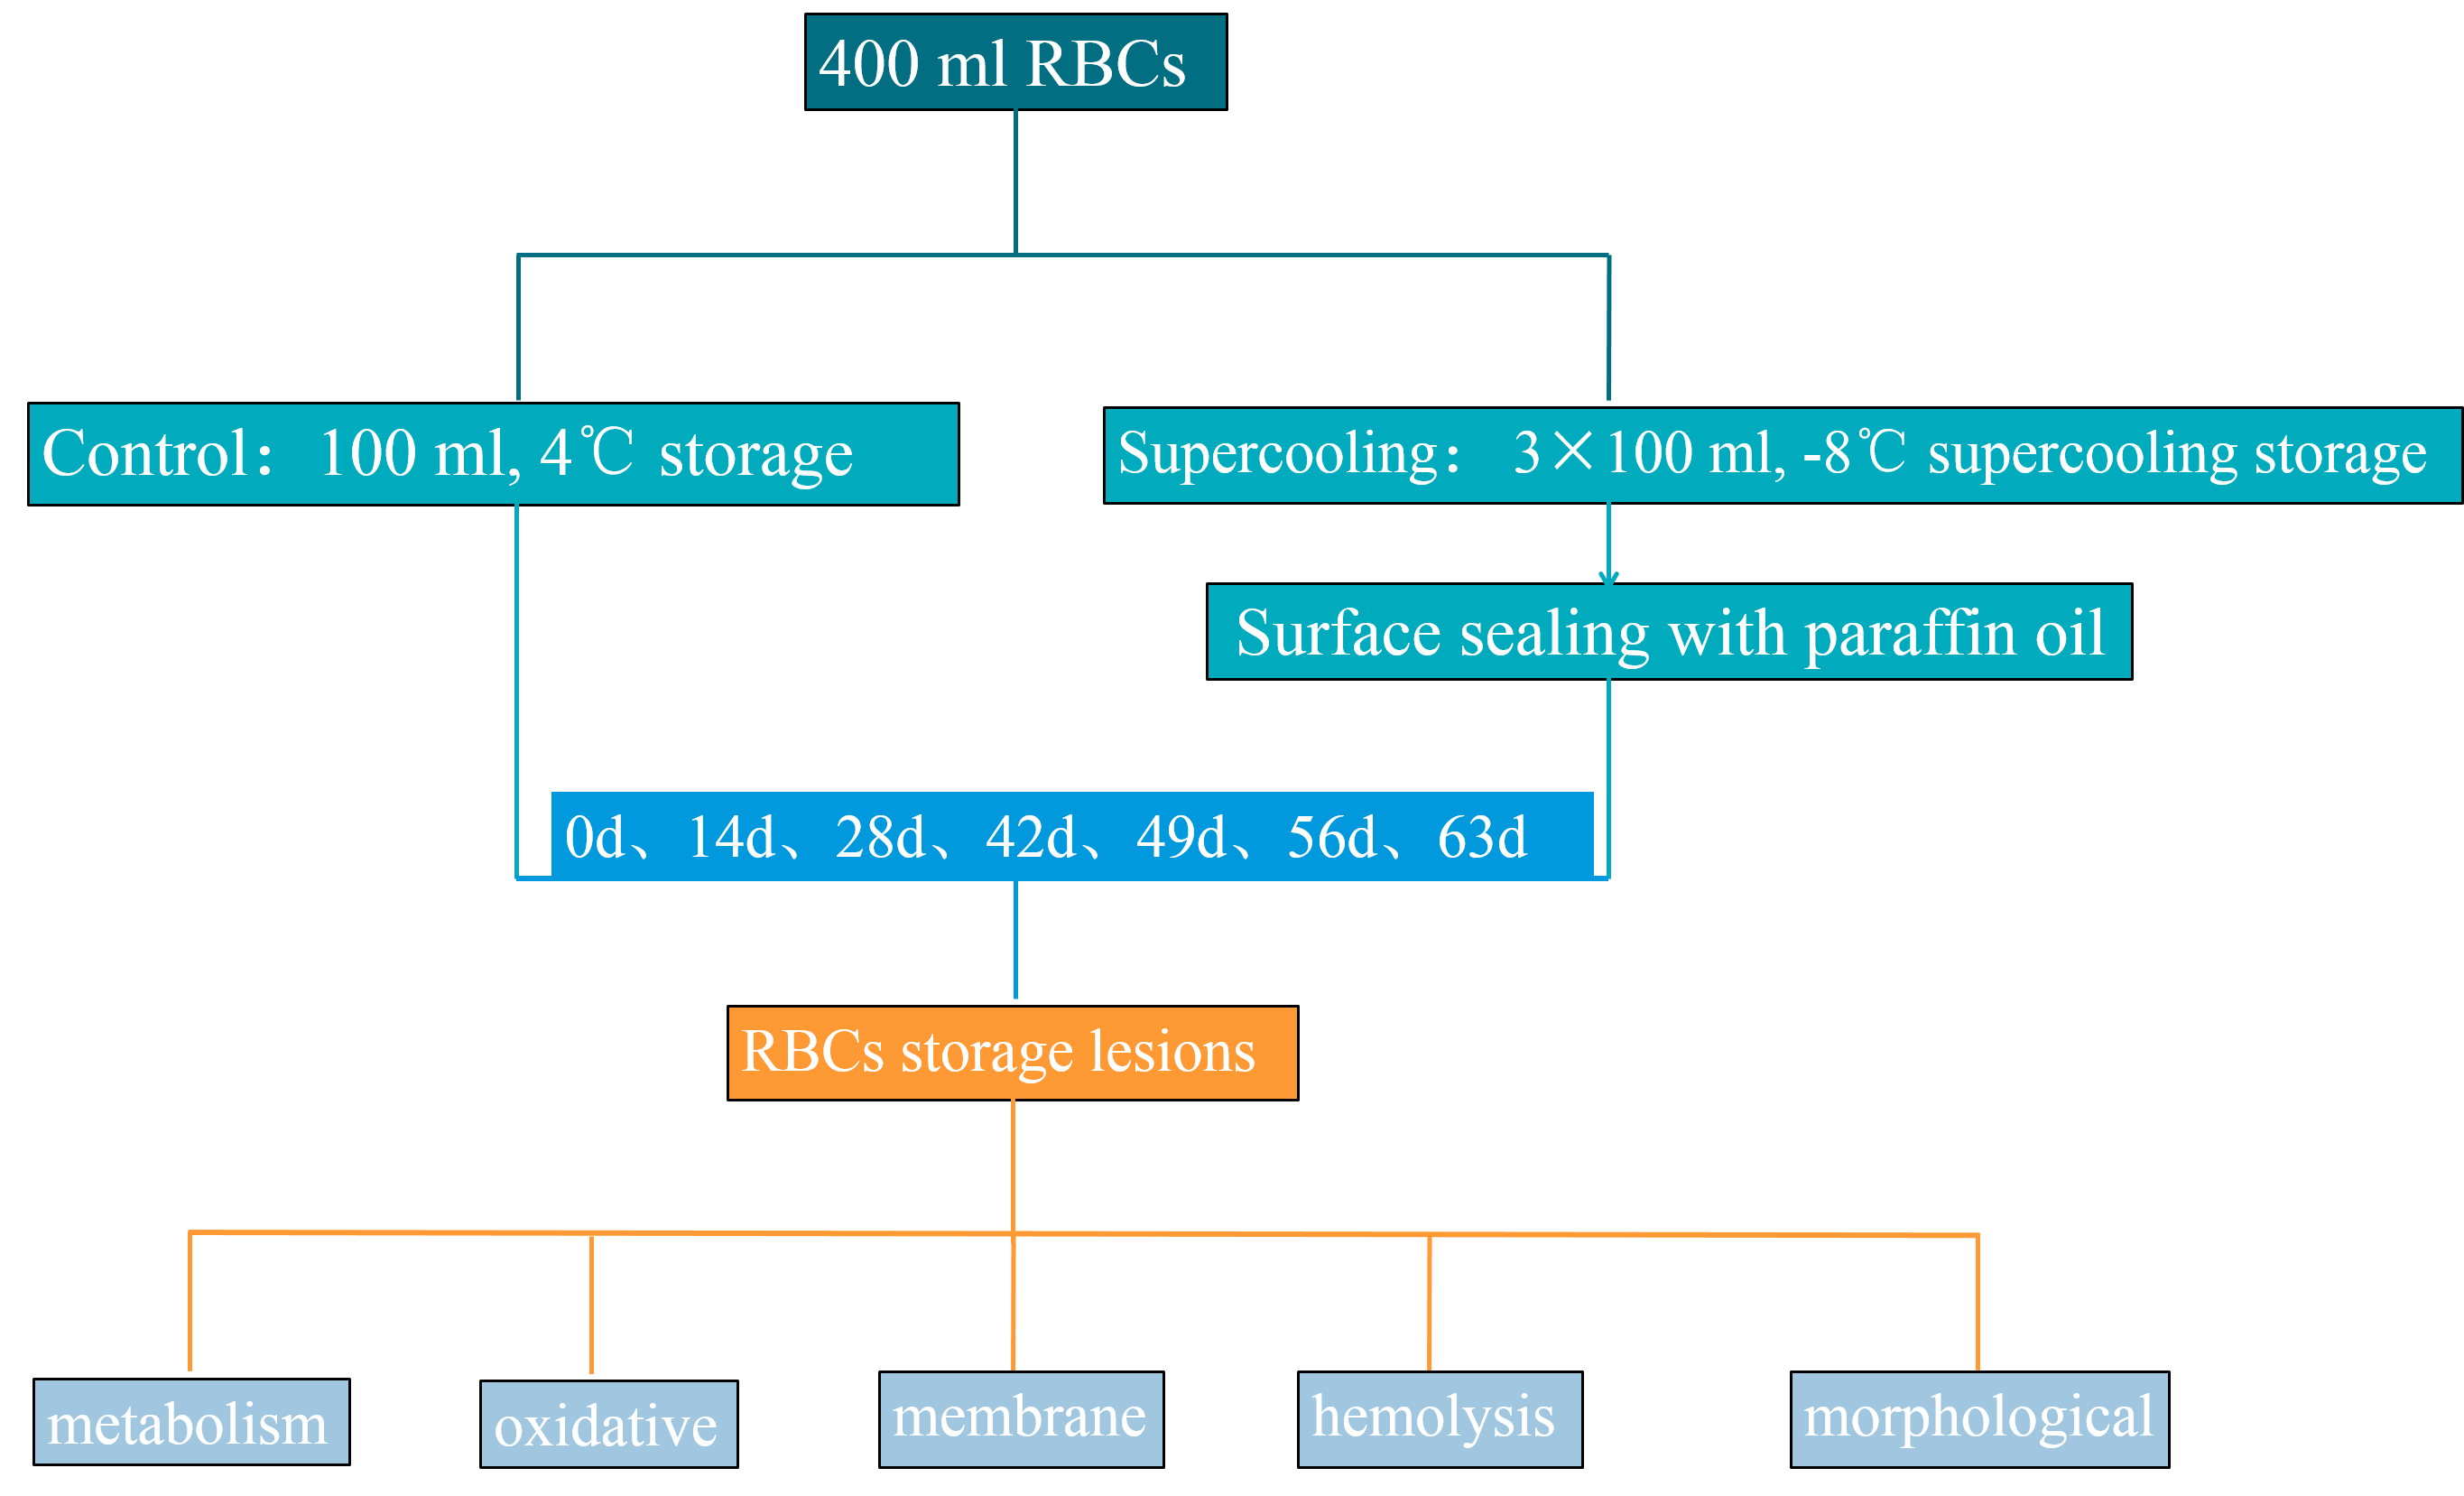 400 ml RBCs
Control： 100 ml, 4℃ storage
Supercooling： 3×100 ml, -8℃ supercooling storage
Surface sealing with paraffin oil
0d、14d、28d、42d、49d、56d、63d
RBCs storage lesions
metabolism
oxidative
membrane
hemolysis
morphological